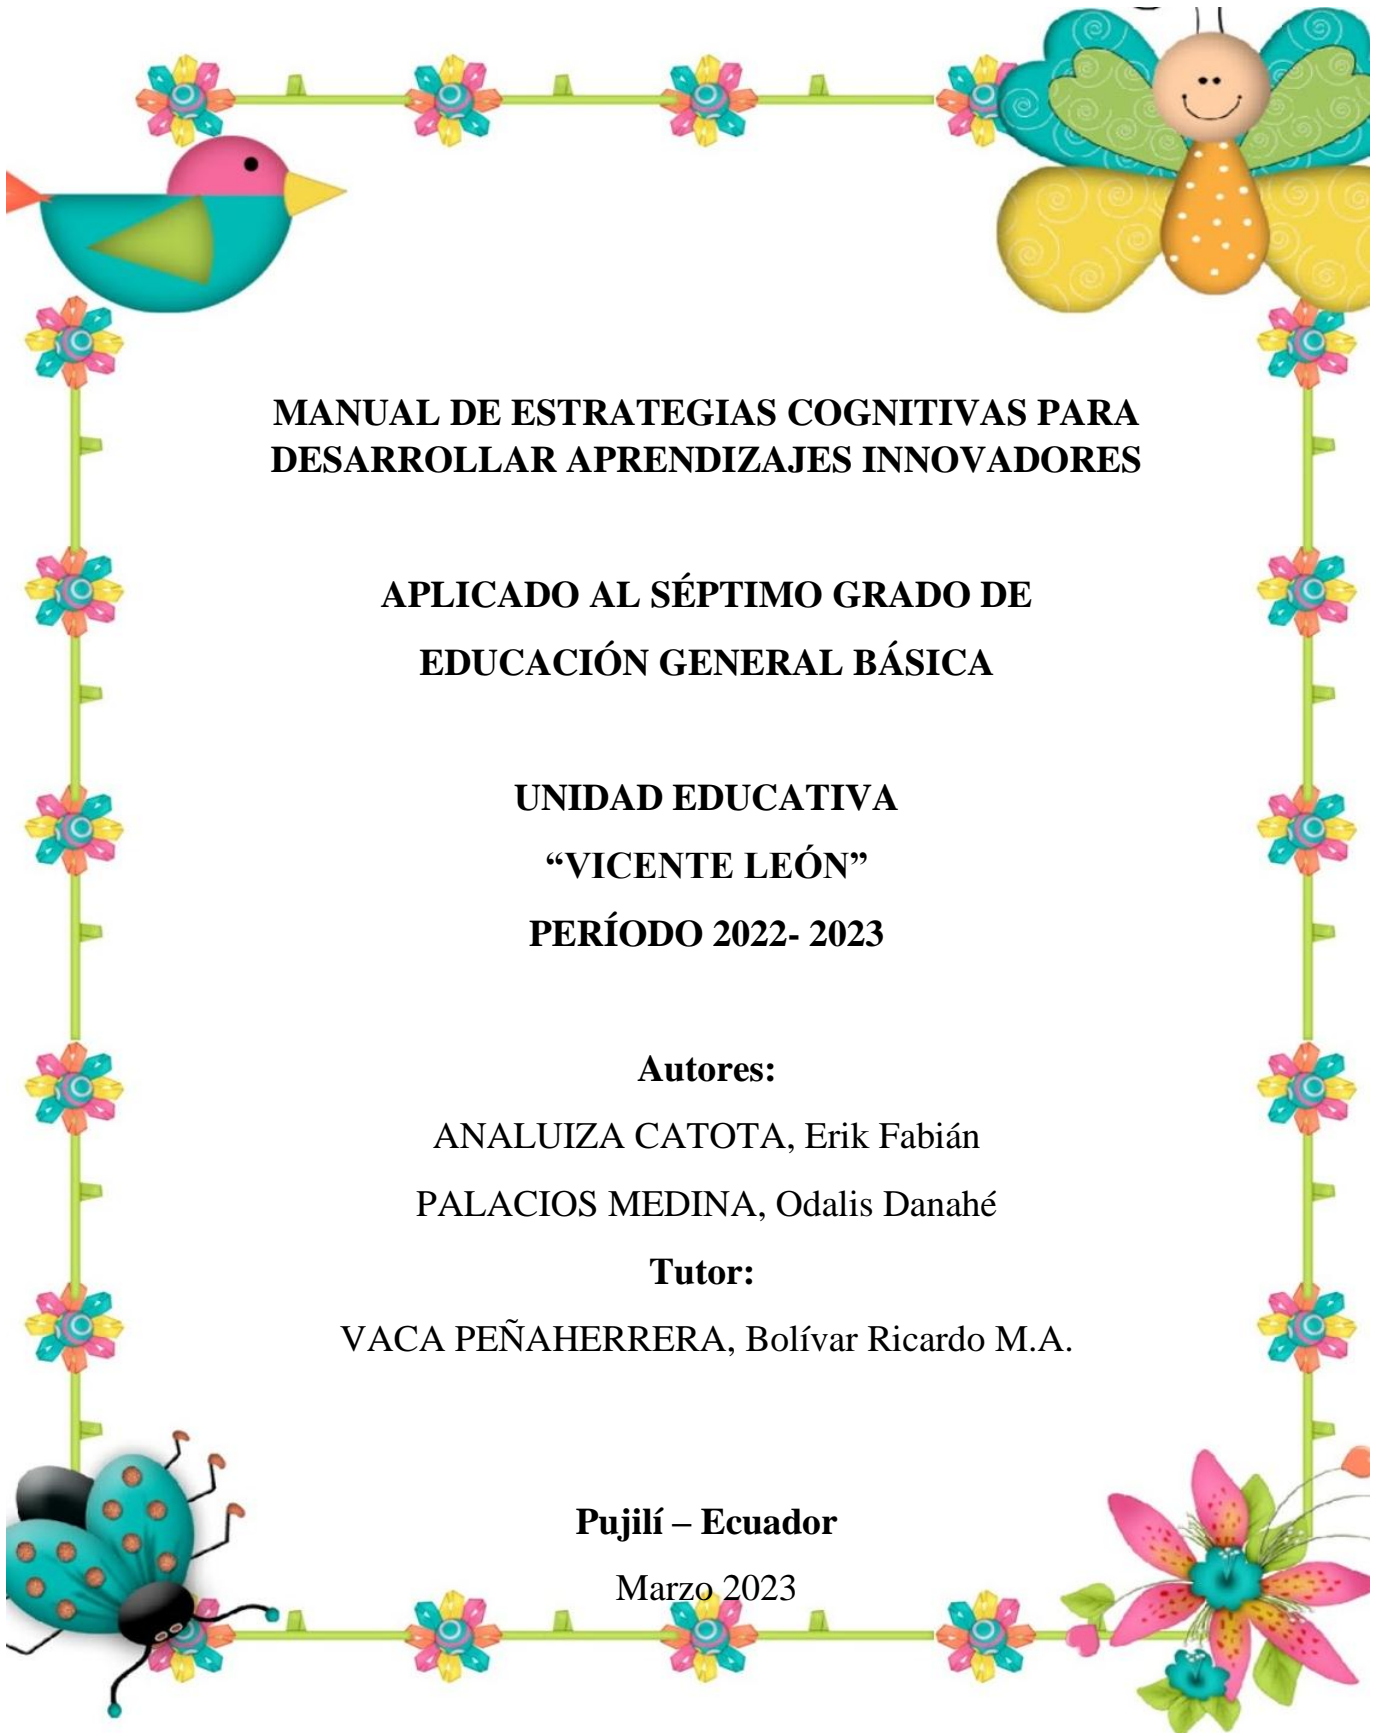 MANUAL DE ESTRATEGIAS COGNITIVAS PARA
DESARROLLAR APRENDIZAJES INNOVADORES
APLICADO AL SÉPTIMO GRADO DE
EDUCACIÓN GENERAL BÁSICA
UNIDAD EDUCATIVA
“VICENTE LEÓN”
PERÍODO 2022- 2023
Autores:
ANALUIZA CATOTA, Erik Fabián
PALACIOS MEDINA, Odalis Danahé
Tutor:
VACA PEÑAHERRERA, Bolívar Ricardo M.A.
Pujilí – Ecuador
Marzo 2023